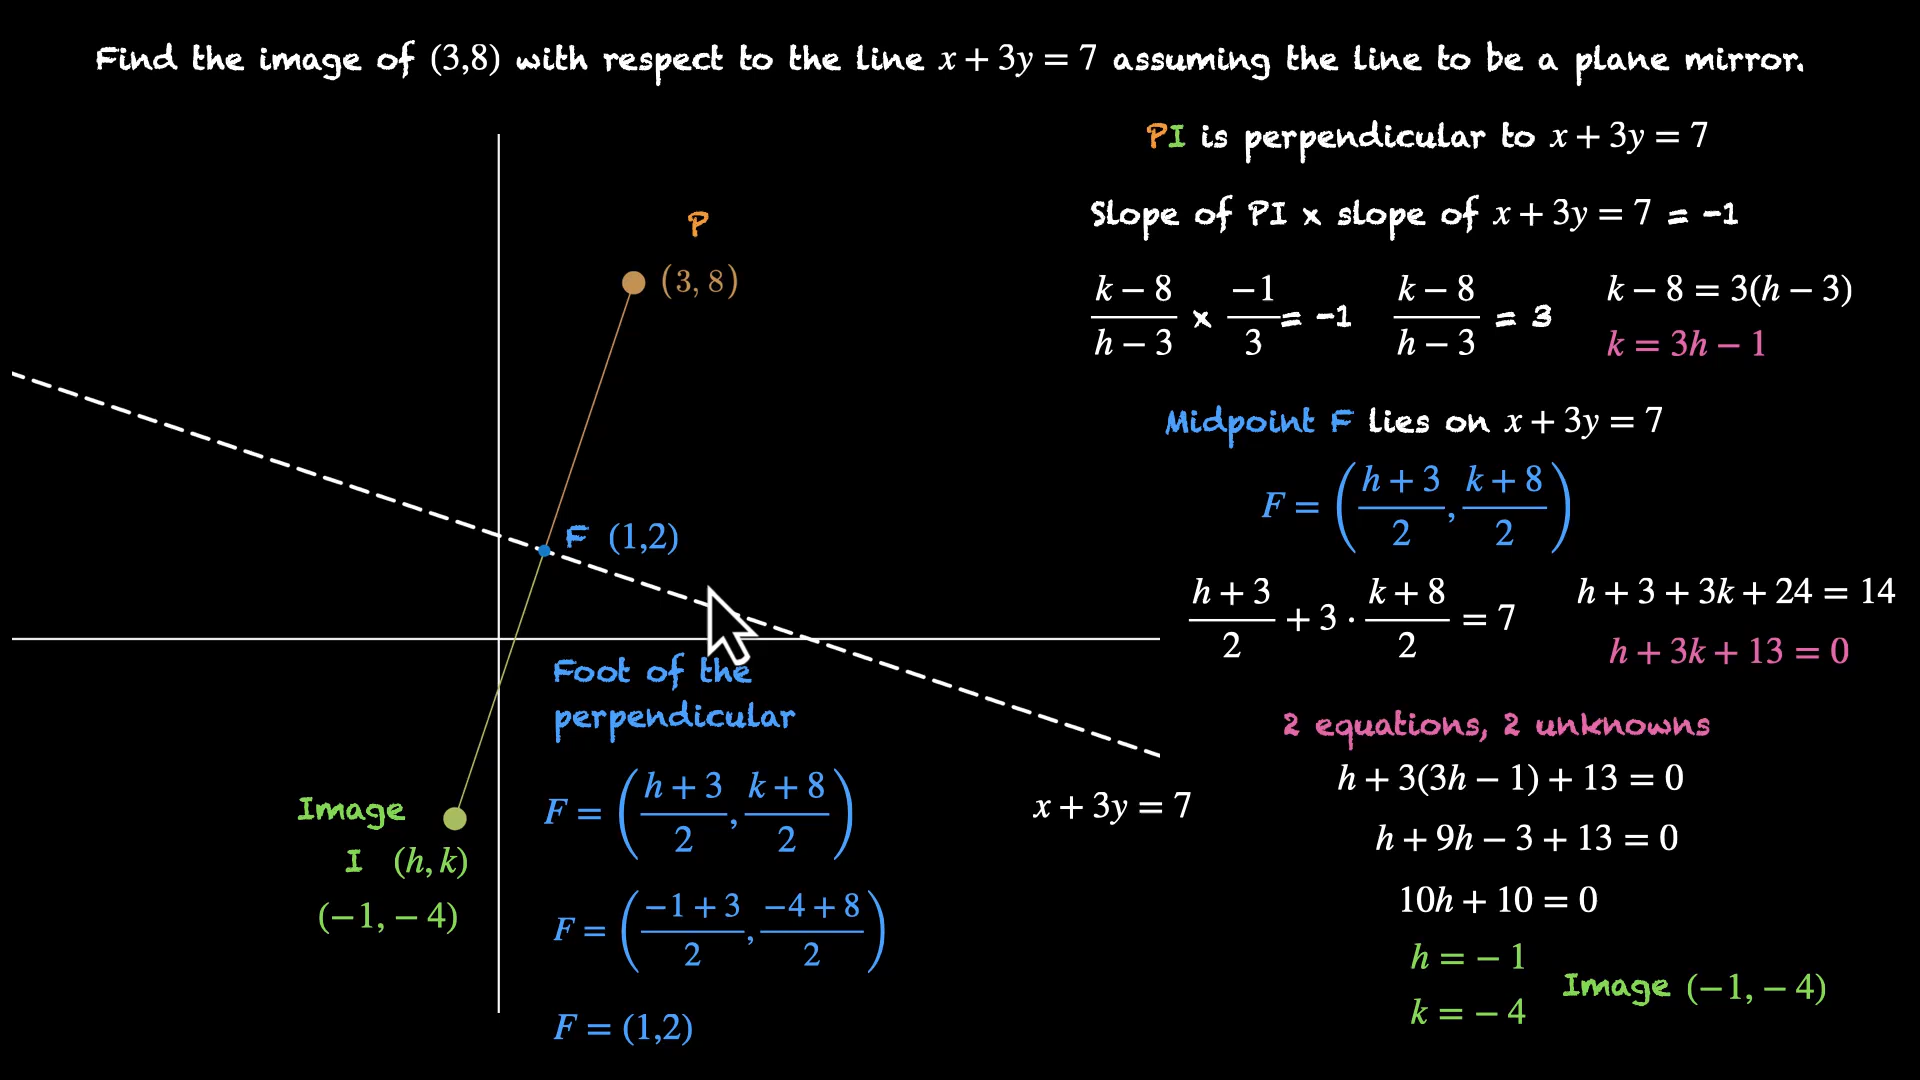 Find the image of (3,8) with respect to the line x + 3y = 7 assuming the line to be a plane mirror.
P
(3, 8)
F (1,2)
Foot of the
perpendicular
F = ( (h + 3)/2 , (k + 8)/2 )
F = ( (−1 + 3)/2 , (−4 + 8)/2 )
F = (1,2)
Image
I (h, k)
(−1, − 4)
x + 3y = 7
PI is perpendicular to x + 3y = 7
Slope of PI x slope of x + 3y = 7 = -1
(k − 8)/(h − 3) x (−1)/3 = -1
(k − 8)/(h − 3) = 3
k − 8 = 3(h − 3)
k = 3h − 1
Midpoint F lies on x + 3y = 7
F = ( (h + 3)/2 , (k + 8)/2 )
(h + 3)/2 + 3 · (k + 8)/2 = 7
h + 3 + 3k + 24 = 14
h + 3k + 13 = 0
2 equations, 2 unknowns
h + 3(3h − 1) + 13 = 0
h + 9h − 3 + 13 = 0
10h + 10 = 0
h = − 1
k = − 4
Image (−1, − 4)